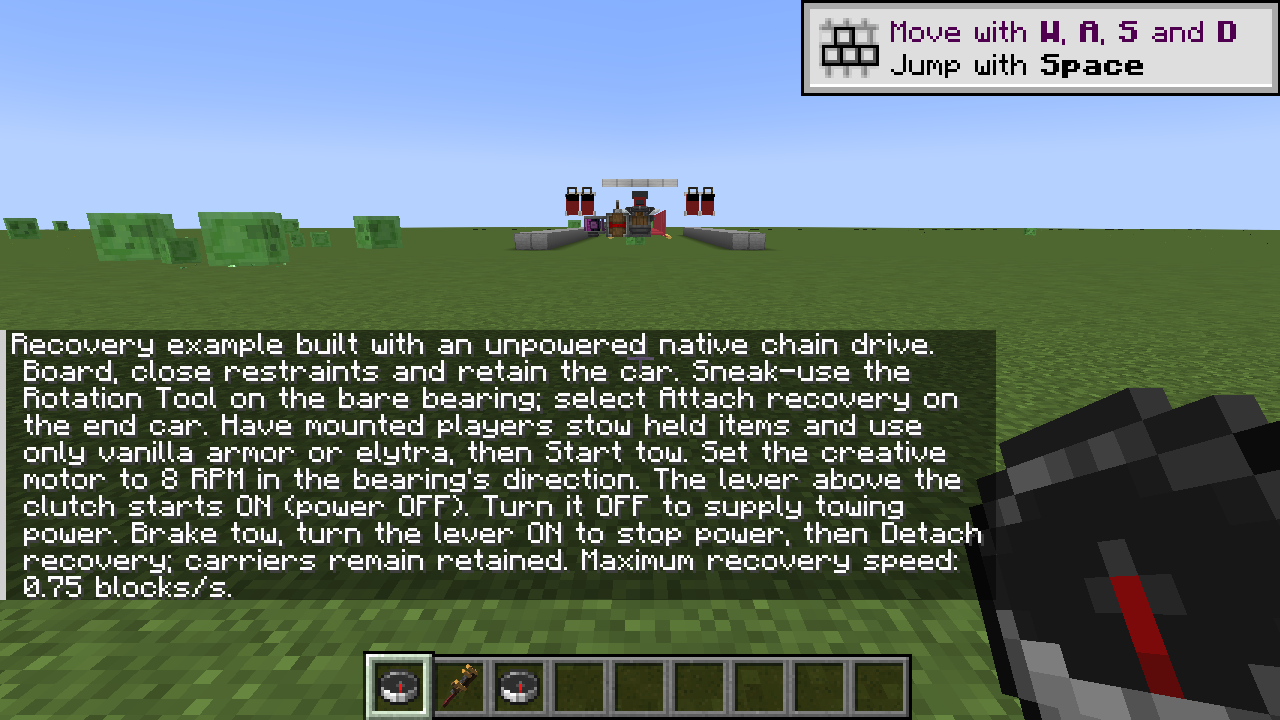 Move with W, A, S and D
Jump with Space
Recovery example built with an unpowered native chain drive.
Board, close restraints and retain the car. Sneak-use the
Rotation Tool on the bare bearing; select Attach recovery on
the end car. Have mounted players stow held items and use
only vanilla armor or elytra, then Start tow. Set the creative
motor to 8 RPM in the bearing's direction. The lever above the
clutch starts ON (power OFF). Turn it OFF to supply towing
power. Brake tow, turn the lever ON to stop power, then Detach
recovery; carriers remain retained. Maximum recovery speed:
0.75 blocks/s.